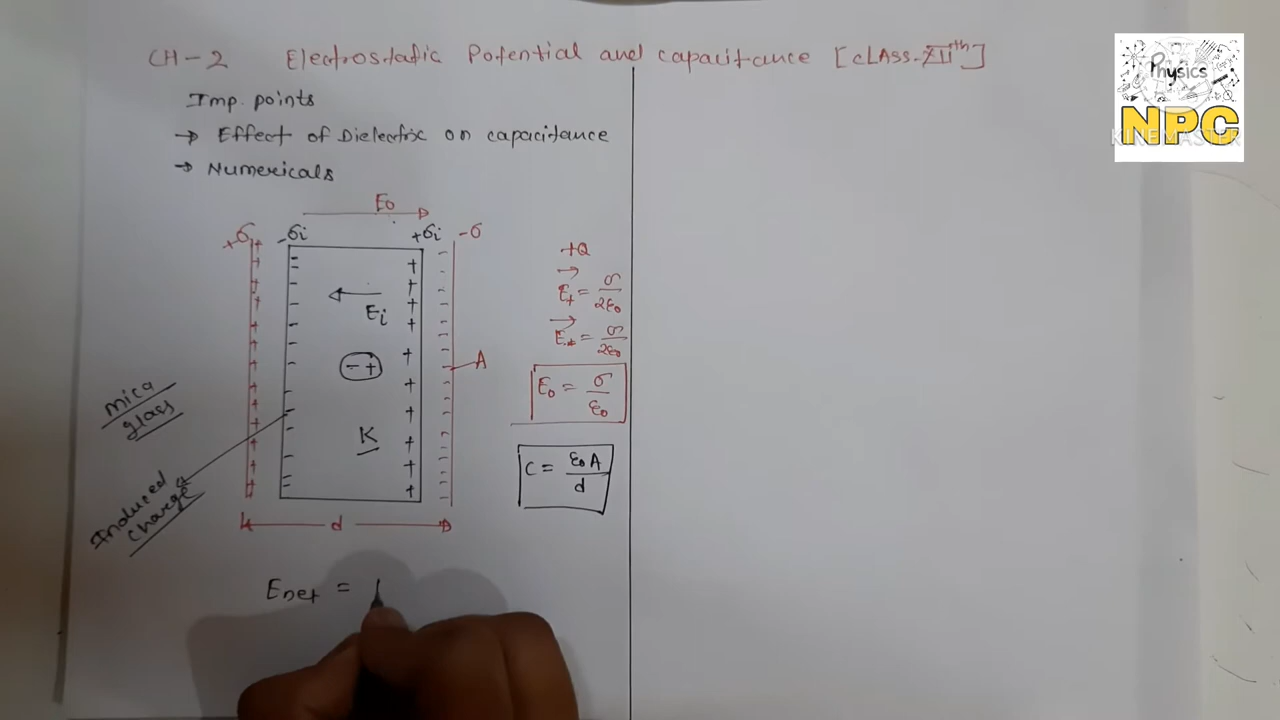 CH-2 Electrostatic Potential and capacitance [CLASS-XIIth]
Imp. points
→ Effect of Dielectric on capacitance
→ Numericals
E0
+σ -σi +σi -σ
Ei
- +
K
A
d
mica
glass
Induced
charge
+Q
E+ = σ/2ε0
σ/2ε0
E0 = σ/ε0
C = ε0A/d
Enet =
Physics
NPC
KINEMASTER